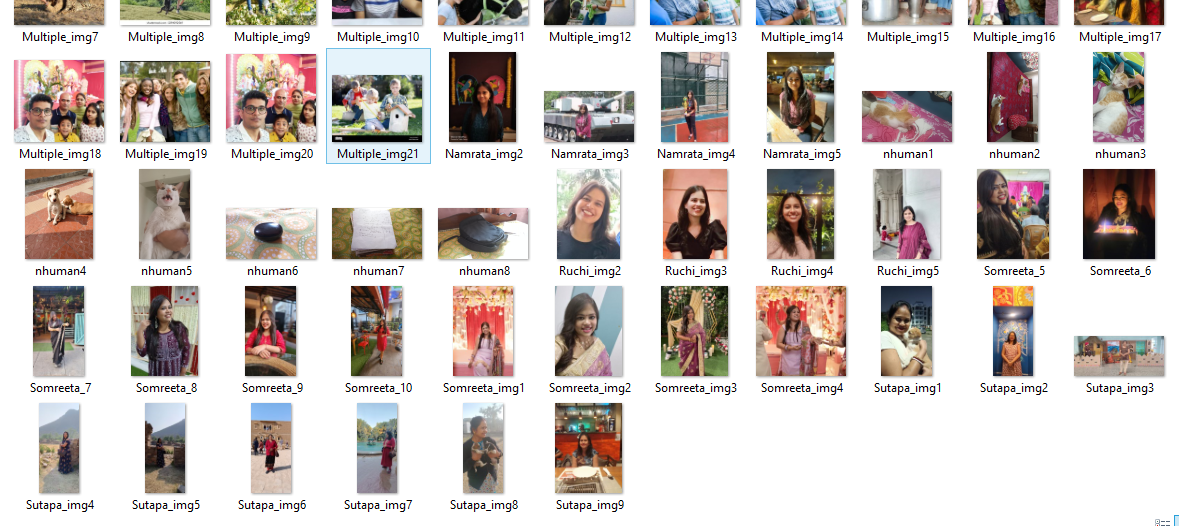 Multiple_img7 Multiple_img8 Multiple_img9 Multiple_img10 Multiple_img11 Multiple_img12 Multiple_img13 Multiple_img14 Multiple_img15 Multiple_img16 Multiple_img17
Multiple_img18 Multiple_img19 Multiple_img20 Multiple_img21 Namrata_img2 Namrata_img3 Namrata_img4 Namrata_img5 nhuman1 nhuman2 nhuman3
nhuman4 nhuman5 nhuman6 nhuman7 nhuman8 Ruchi_img2 Ruchi_img3 Ruchi_img4 Ruchi_img5 Somreeta_5 Somreeta_6
Somreeta_7 Somreeta_8 Somreeta_9 Somreeta_10 Somreeta_img1 Somreeta_img2 Somreeta_img3 Somreeta_img4 Sutapa_img1 Sutapa_img2 Sutapa_img3
Sutapa_img4 Sutapa_img5 Sutapa_img6 Sutapa_img7 Sutapa_img8 Sutapa_img9